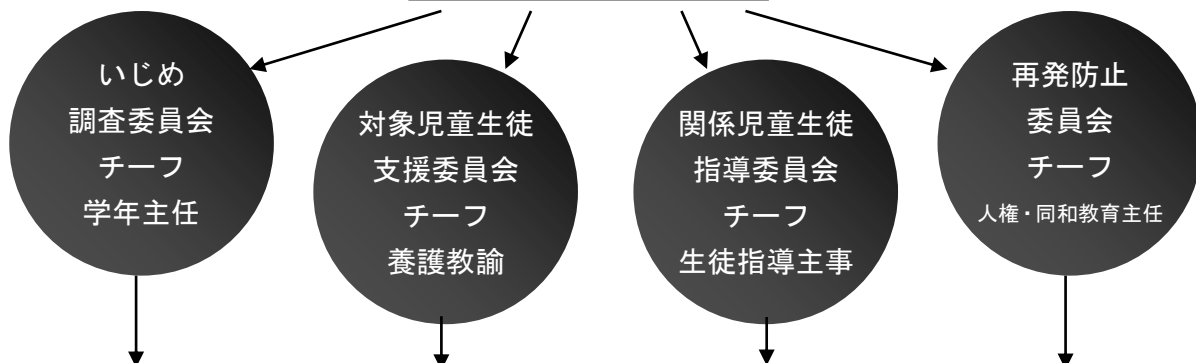 いじめ
調査委員会
チーフ
学年主任
対象児童生徒
支援委員会
チーフ
養護教諭
関係児童生徒
指導委員会
チーフ
生徒指導主事
再発防止
委員会
チーフ
人権・同和教育主任